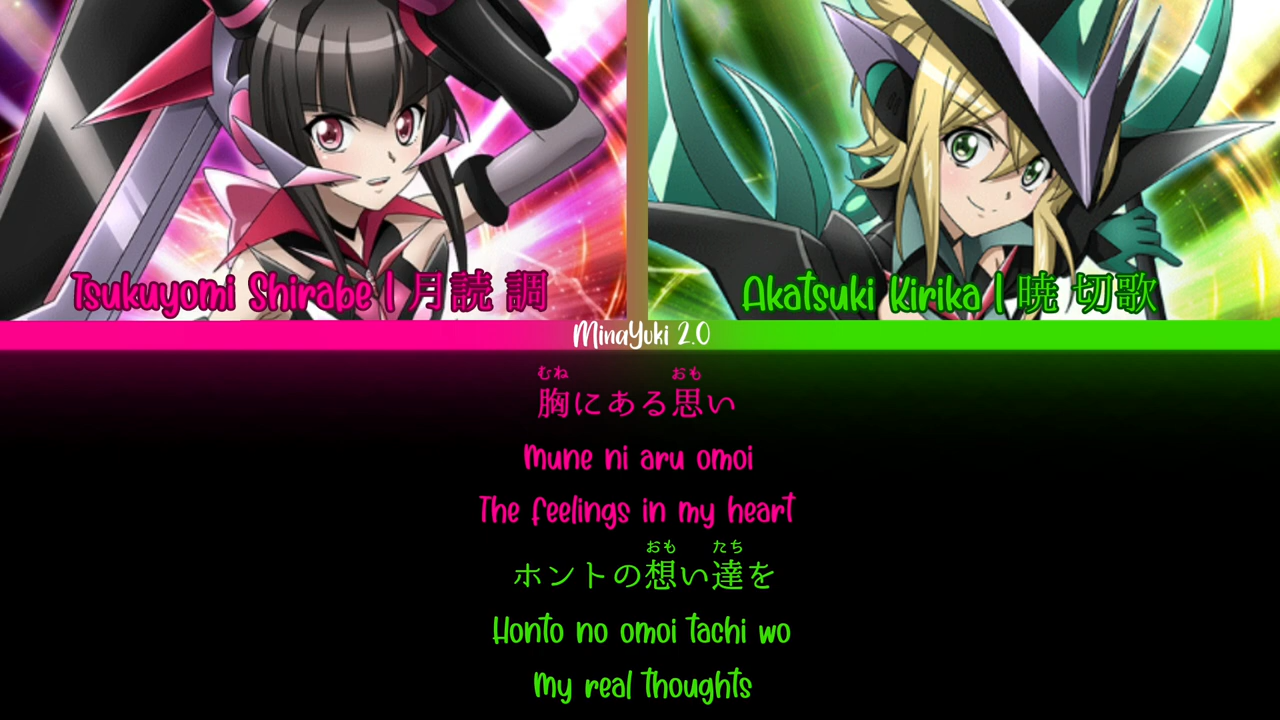 Tsukuyomi Shirabe | 月読 調
Akatsuki Kirika | 暁 切歌
MinaYuki 2.0
むね おも
胸にある思い
Mune ni aru omoi
The feelings in my heart
おも たち
ホントの想い達を
Honto no omoi tachi wo
My real thoughts